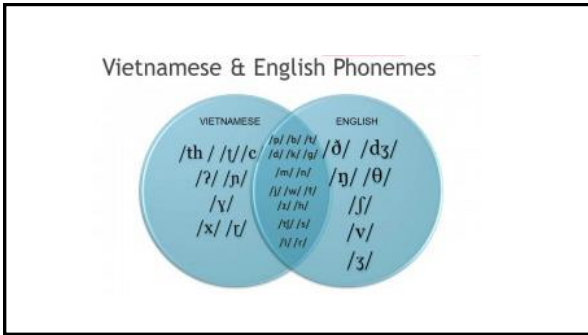 Vietnamese & English Phonemes
VIETNAMESE
/th / /ʈ//c
/ʔ/ /ɲ/
/ɣ/
/x/ /ʈ/
/p/ /b/ /t/
/d/ /k/ /g/
/m/ /n/
/j/ /w/ /f/
/z/ /h/
/tʃ/ /s/
/l/ /r/
ENGLISH
/ð/ /dʒ/
/ŋ/ /θ/
/ʃ/
/v/
/ʒ/